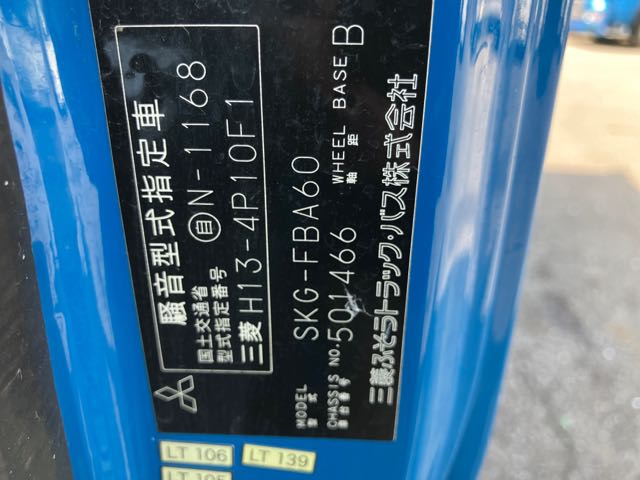 騒音型式指定車
国土交通省
型式指定番号
自 N-1168
三菱 H13-4P10F1
MODEL
型式
SKG-FBA60
CHASSIS NO.
車台番号
501466
WHEEL BASE
軸距
B
三菱ふそうトラック・バス株式会社
LT 106
LT 139
LT 105